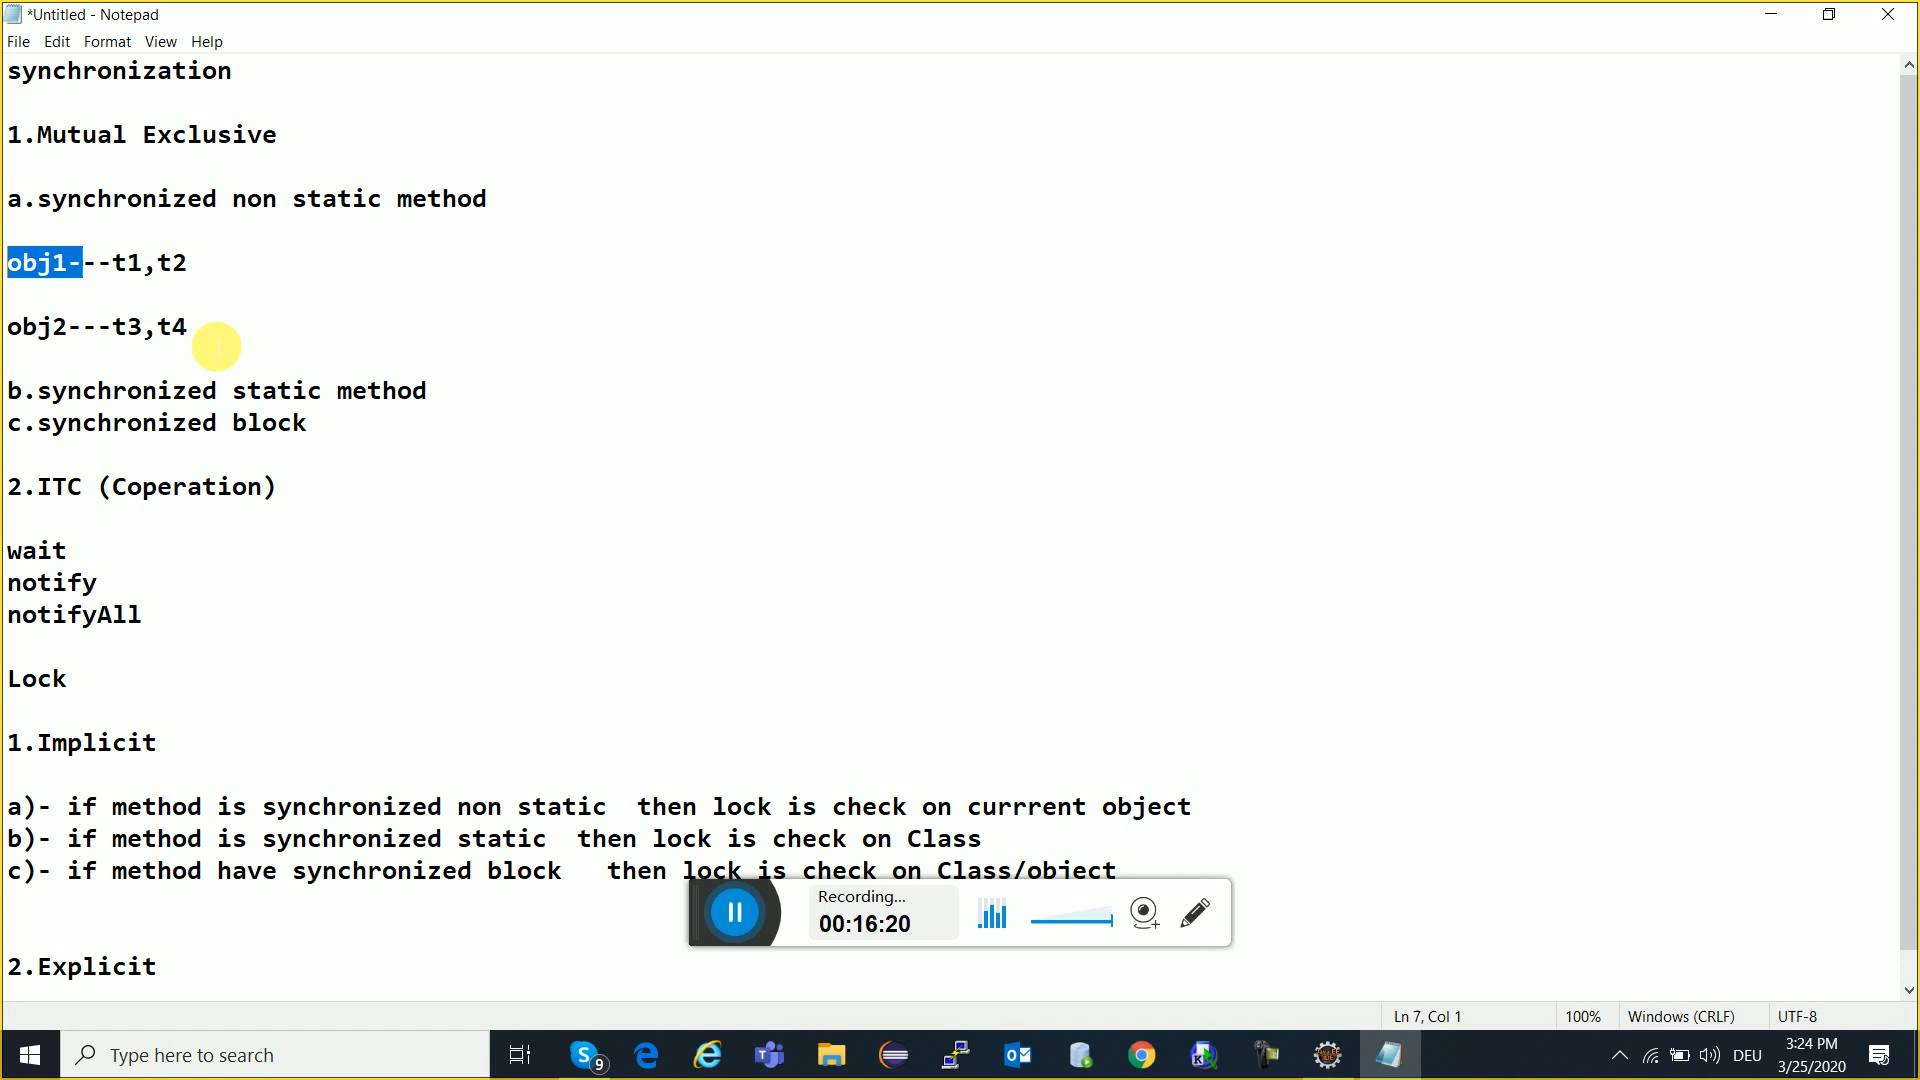 *Untitled - Notepad
File Edit Format View Help
synchronization
1.Mutual Exclusive
a.synchronized non static method
obj1---t1,t2
obj2---t3,t4
b.synchronized static method
c.synchronized block
2.ITC (Coperation)
wait
notify
notifyAll
Lock
1.Implicit
a)- if method is synchronized non static  then lock is check on currrent object
b)- if method is synchronized static  then lock is check on Class
c)- if method have synchronized block   then lock is check on Class/object
Recording...
00:16:20
2.Explicit
Ln 7, Col 1 100% Windows (CRLF) UTF-8
Type here to search
9
DEU
3:24 PM
3/25/2020